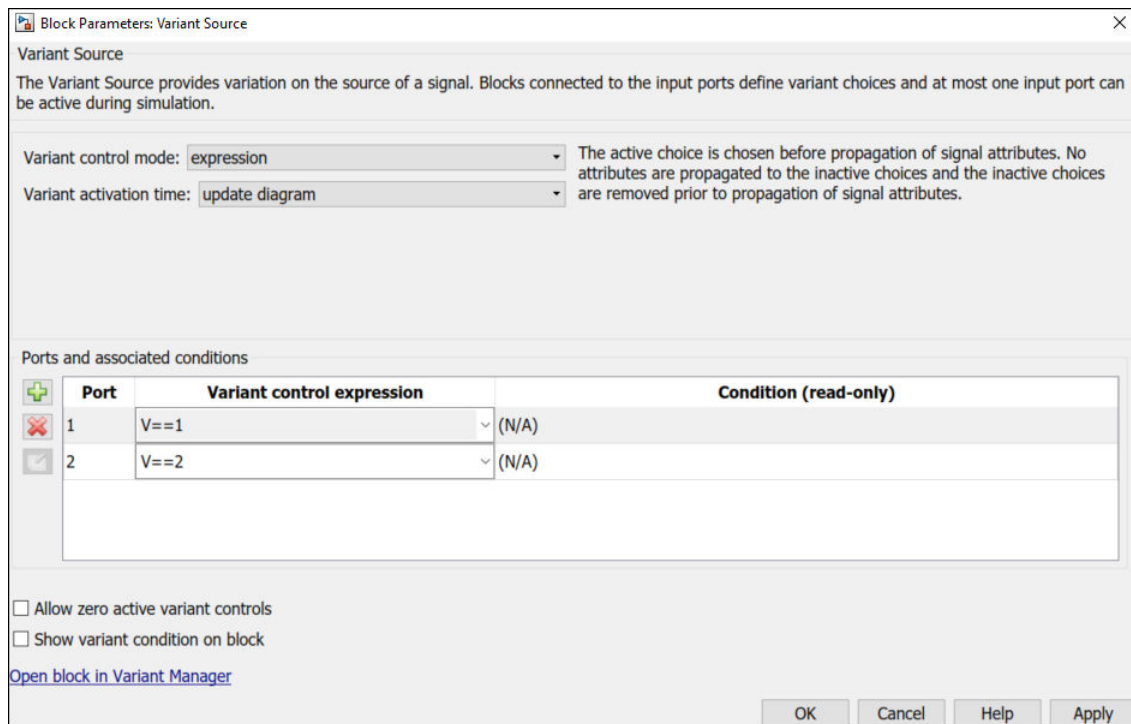 Block Parameters: Variant Source
Variant Source
The Variant Source provides variation on the source of a signal. Blocks connected to the input ports define variant choices and at most one input port can
be active during simulation.
Variant control mode: expression
Variant activation time: update diagram
The active choice is chosen before propagation of signal attributes. No
attributes are propagated to the inactive choices and the inactive choices
are removed prior to propagation of signal attributes.
Ports and associated conditions
Port Variant control expression Condition (read-only)
1 V==1 (N/A)
2 V==2 (N/A)
Allow zero active variant controls
Show variant condition on block
Open block in Variant Manager
OK Cancel Help Apply